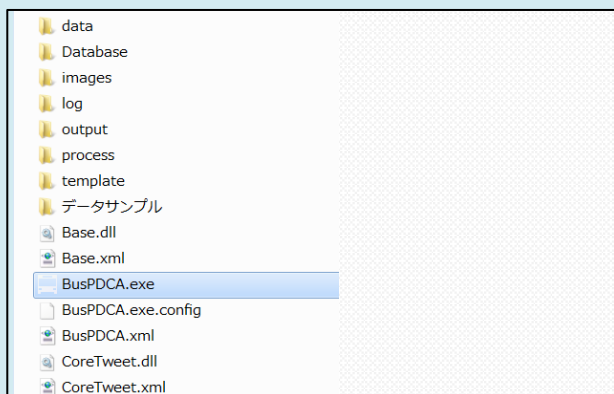 data
Database
images
log
output
process
template
データサンプル
Base.dll
Base.xml
BusPDCA.exe
BusPDCA.exe.config
BusPDCA.xml
CoreTweet.dll
CoreTweet.xml